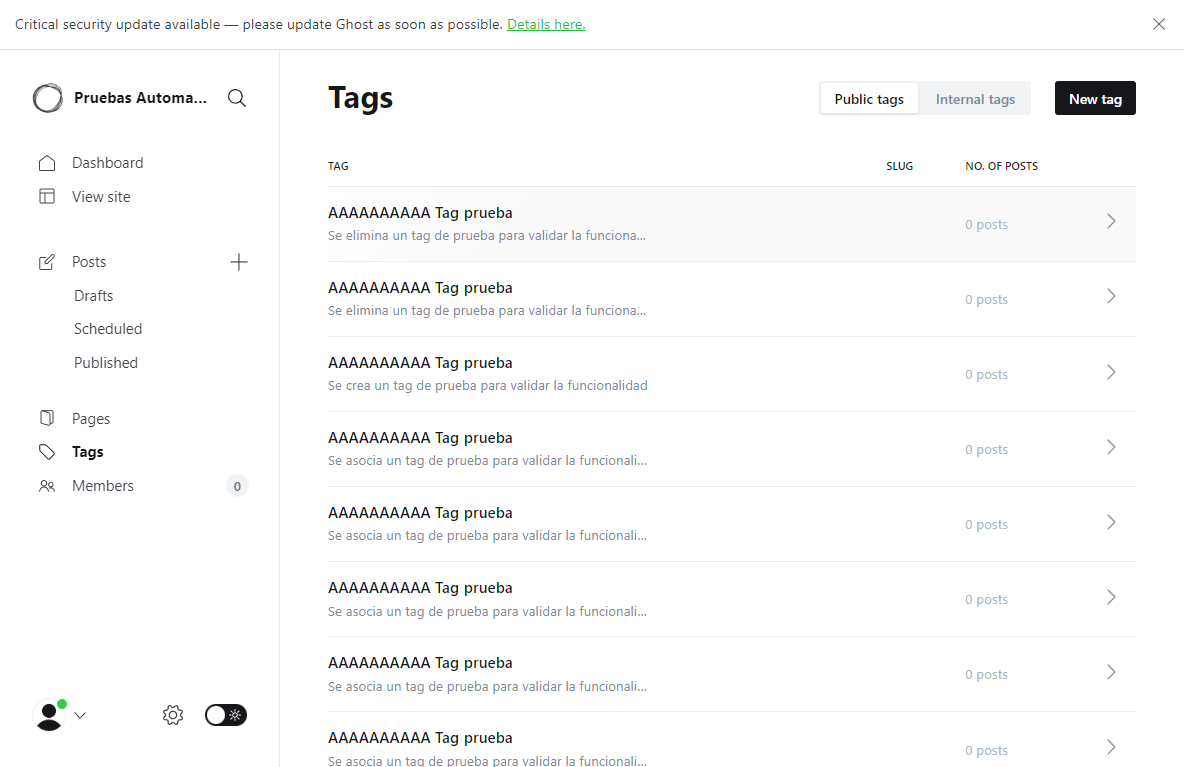 Critical security update available — please update Ghost as soon as possible. Details here.
Pruebas Automa...
Dashboard
View site
Posts
Drafts
Scheduled
Published
Pages
Tags
Members
0
Tags
Public tags
Internal tags
New tag
TAG
SLUG
NO. OF POSTS
AAAAAAAAAA Tag prueba
Se elimina un tag de prueba para validar la funciona...
0 posts
AAAAAAAAAA Tag prueba
Se elimina un tag de prueba para validar la funciona...
0 posts
AAAAAAAAAA Tag prueba
Se crea un tag de prueba para validar la funcionalidad
0 posts
AAAAAAAAAA Tag prueba
Se asocia un tag de prueba para validar la funcionali...
0 posts
AAAAAAAAAA Tag prueba
Se asocia un tag de prueba para validar la funcionali...
0 posts
AAAAAAAAAA Tag prueba
Se asocia un tag de prueba para validar la funcionali...
0 posts
AAAAAAAAAA Tag prueba
Se asocia un tag de prueba para validar la funcionali...
0 posts
AAAAAAAAAA Tag prueba
Se asocia un tag de prueba para validar la funcionali...
0 posts